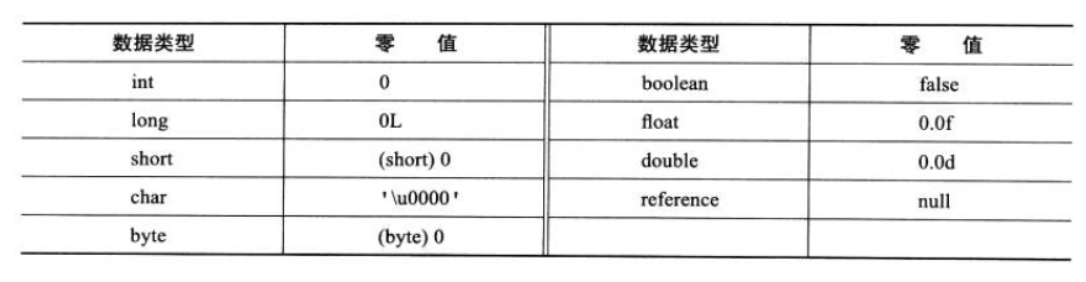 数据类型 零 值 数据类型 零 值
int 0 boolean false
long 0L float 0.0f
short (short) 0 double 0.0d
char '\u0000' reference null
byte (byte) 0